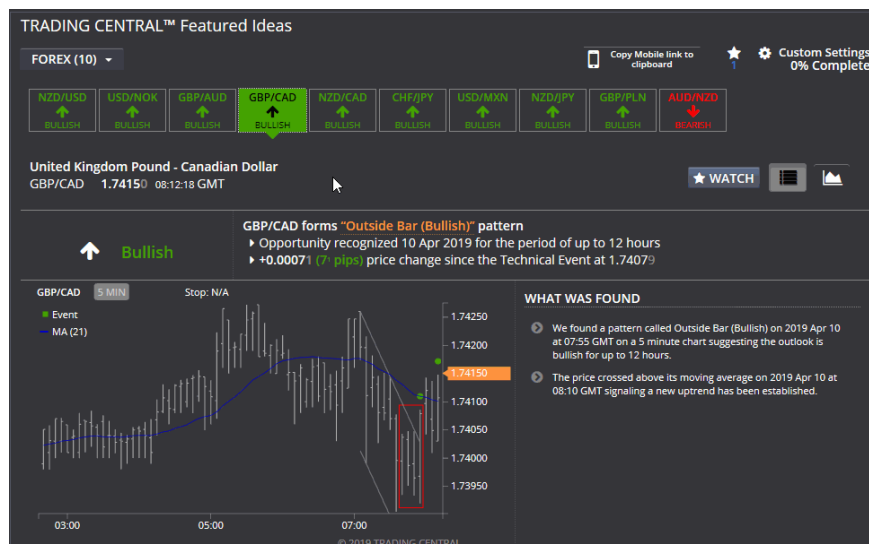 TRADING CENTRAL™ Featured Ideas
FOREX (10)
Copy Mobile link to
clipboard
1
Custom Settings
0% Complete
NZD/USD USD/NOK GBP/AUD GBP/CAD NZD/CAD CHF/JPY USD/MXN NZD/JPY GBP/PLN AUD/NZD
BULLISH BULLISH BULLISH BULLISH BULLISH BULLISH BULLISH BULLISH BULLISH BEARISH
United Kingdom Pound - Canadian Dollar
GBP/CAD 1.74150 08:12:18 GMT
WATCH
Bullish
GBP/CAD forms "Outside Bar (Bullish)" pattern
Opportunity recognized 10 Apr 2019 for the period of up to 12 hours
+0.00071 (7¹ pips) price change since the Technical Event at 1.74079
GBP/CAD 5 MIN Stop: N/A
Event
MA (21)
1.74250
1.74200
1.74150
1.74100
1.74050
1.74000
1.73950
03:00 05:00 07:00
© 2019 TRADING CENTRAL
WHAT WAS FOUND
We found a pattern called Outside Bar (Bullish) on 2019 Apr 10
at 07:55 GMT on a 5 minute chart suggesting the outlook is
bullish for up to 12 hours.
The price crossed above its moving average on 2019 Apr 10 at
08:10 GMT signaling a new uptrend has been established.